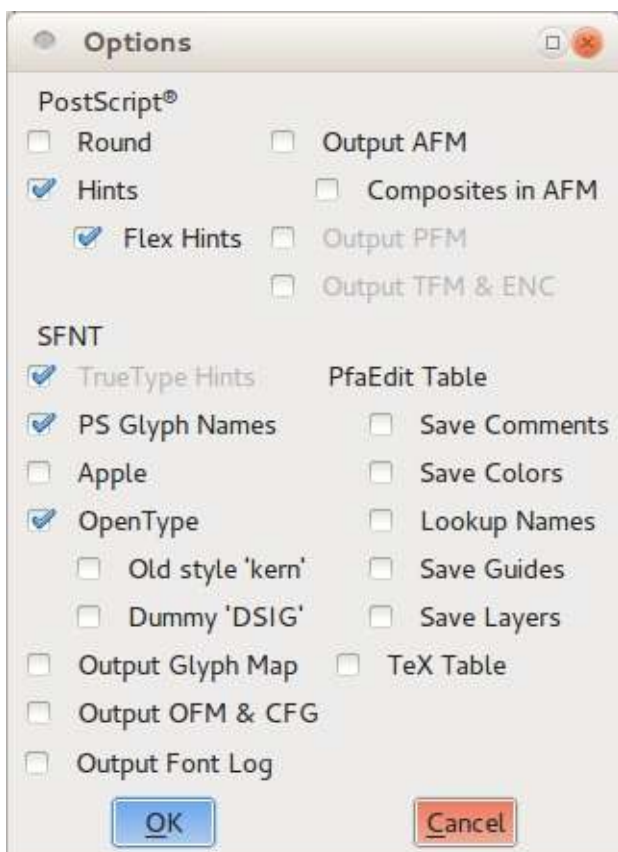 Options
PostScript®
Round Output AFM
Hints Composites in AFM
Flex Hints Output PFM
Output TFM & ENC
SFNT
TrueType Hints PfaEdit Table
PS Glyph Names Save Comments
Apple Save Colors
OpenType Lookup Names
Old style 'kern' Save Guides
Dummy 'DSIG' Save Layers
Output Glyph Map TeX Table
Output OFM & CFG
Output Font Log
OK Cancel